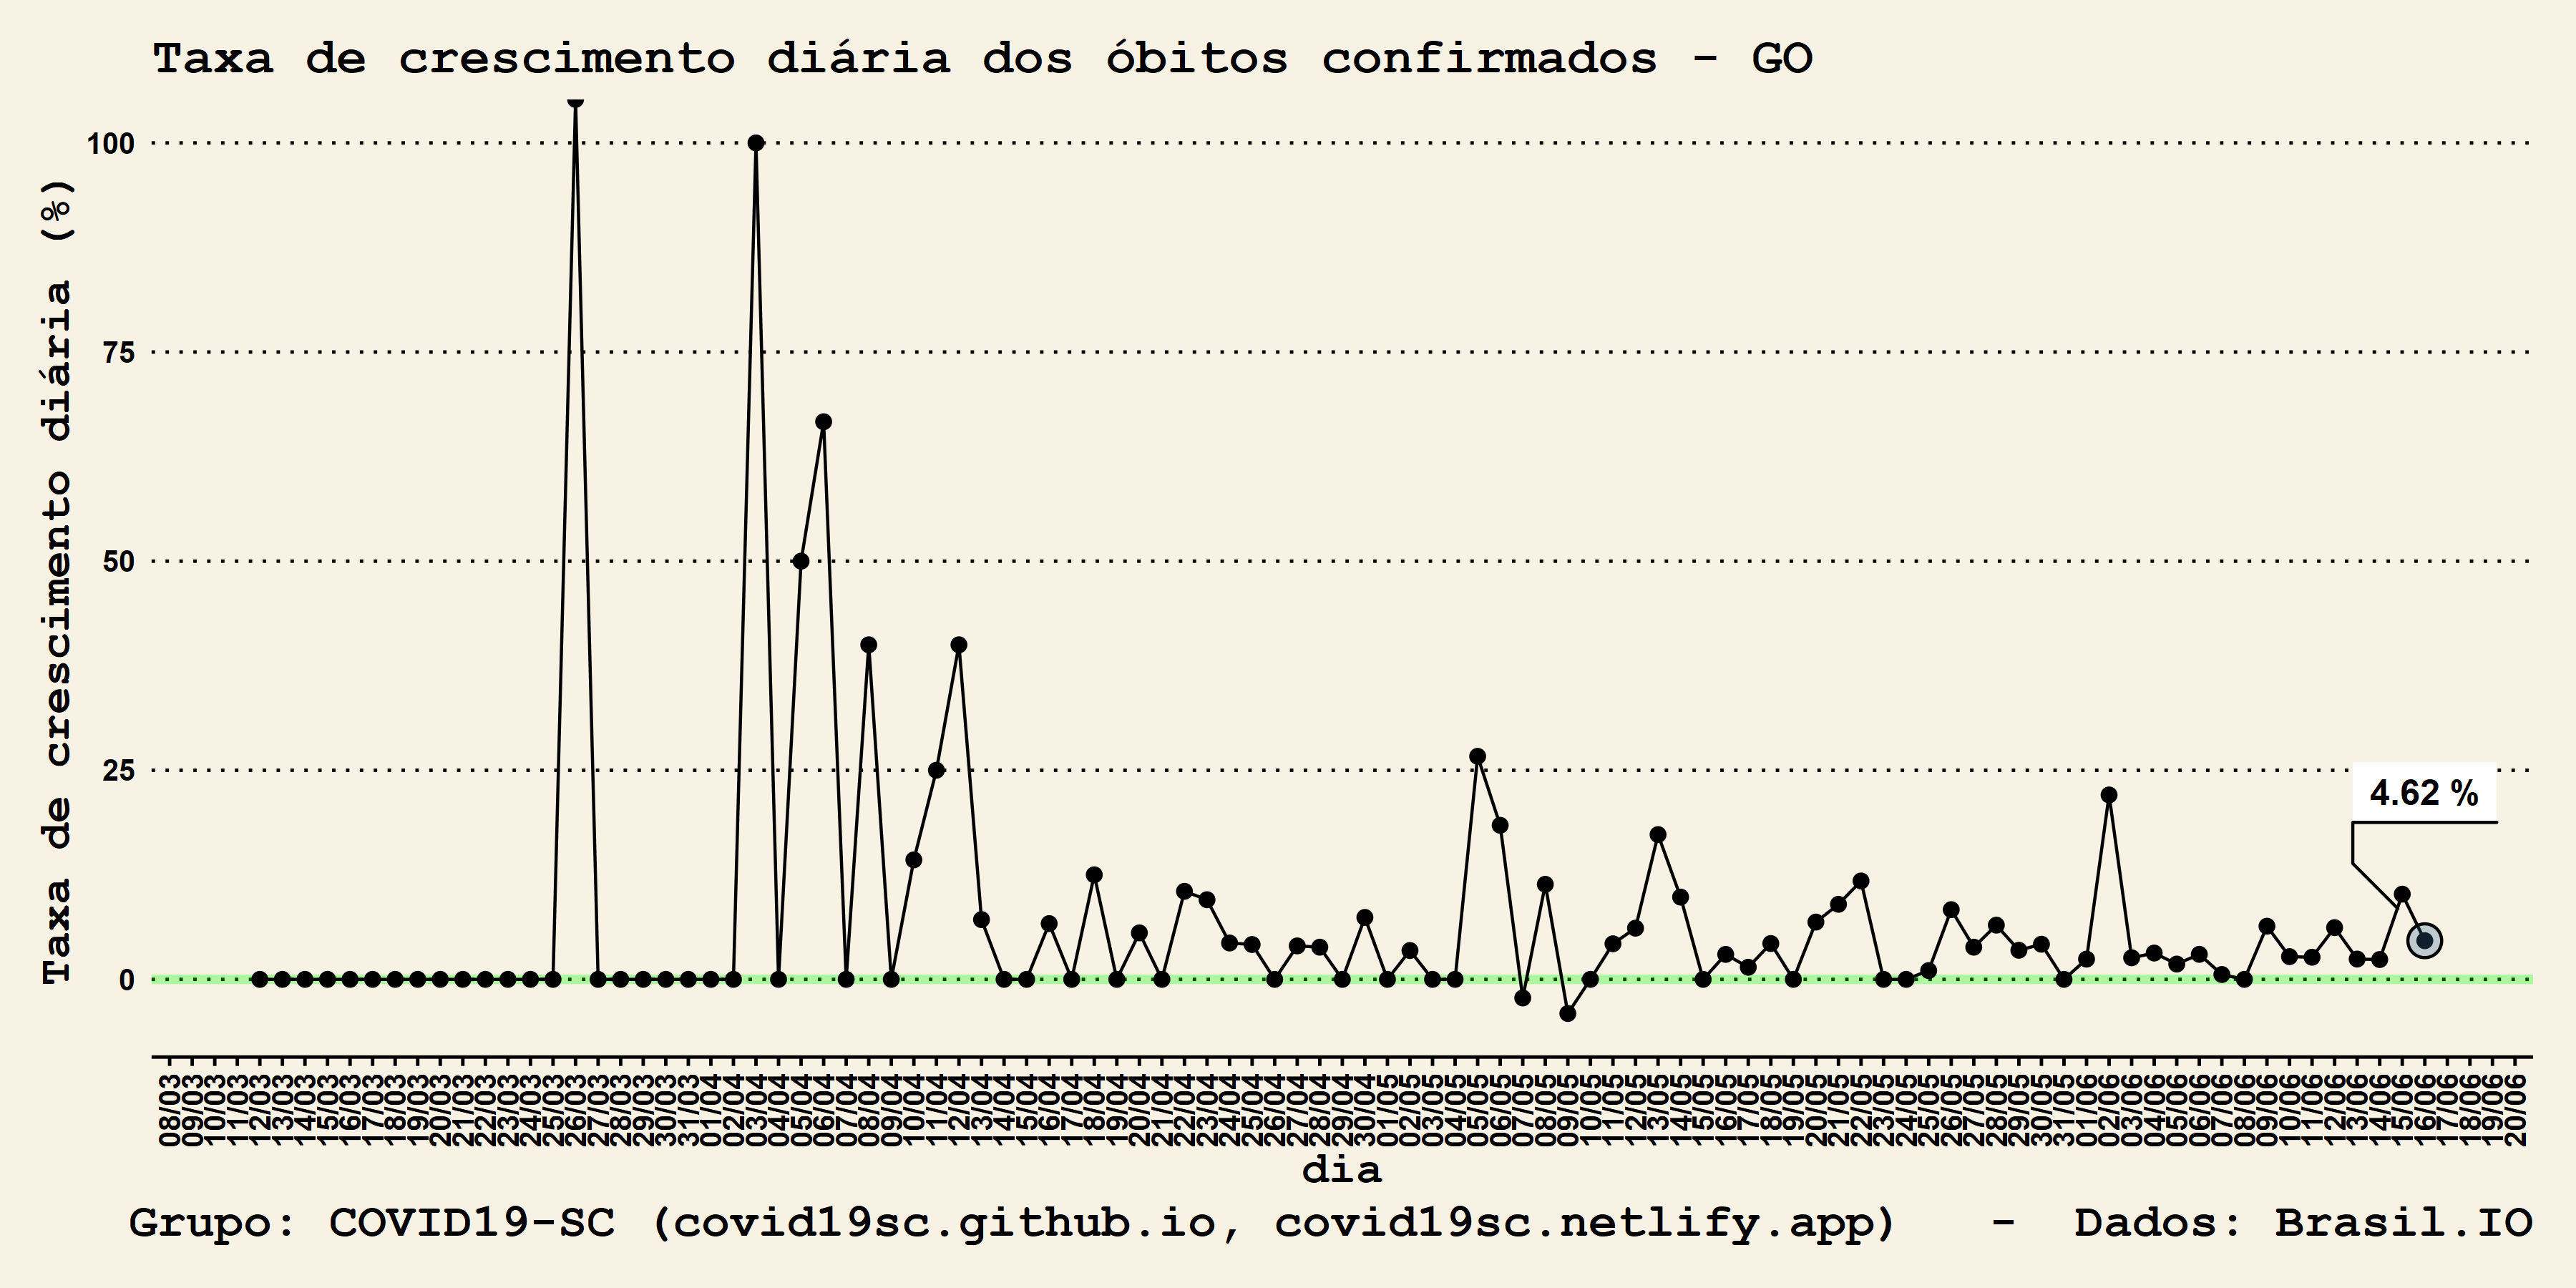 Taxa de crescimento diária dos óbitos confirmados - GO
Taxa de crescimento diária (%)
100
75
50
25
0
4.62 %
08/03 09/03 10/03 11/03 12/03 13/03 14/03 15/03 16/03 17/03 18/03 19/03 20/03 21/03 22/03 23/03 24/03 25/03 26/03 27/03 28/03 29/03 30/03 31/03 01/04 02/04 03/04 04/04 05/04 06/04 07/04 08/04 09/04 10/04 11/04 12/04 13/04 14/04 15/04 16/04 17/04 18/04 19/04 20/04 21/04 22/04 23/04 24/04 25/04 26/04 27/04 28/04 29/04 30/04 01/05 02/05 03/05 04/05 05/05 06/05 07/05 08/05 09/05 10/05 11/05 12/05 13/05 14/05 15/05 16/05 17/05 18/05 19/05 20/05 21/05 22/05 23/05 24/05 25/05 26/05 27/05 28/05 29/05 30/05 31/05 01/06 02/06 03/06 04/06 05/06 06/06 07/06 08/06 09/06 10/06 11/06 12/06 13/06 14/06 15/06 16/06 17/06 18/06 19/06 20/06
dia
Grupo: COVID19-SC (covid19sc.github.io, covid19sc.netlify.app) - Dados: Brasil.IO